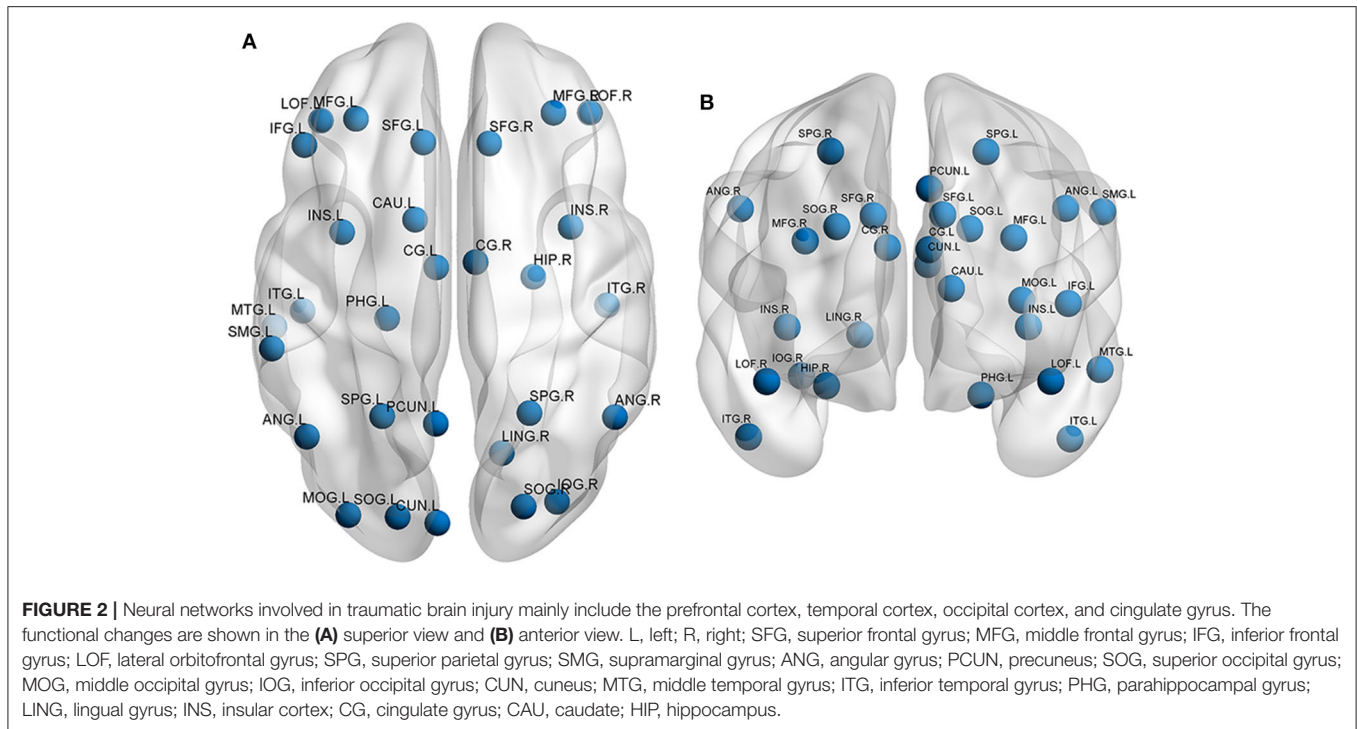 A
LOF.L MFG.L
MFG.R LOF.R
IFG.L
SFG.L
SFG.R
INS.L
CAU.L
INS.R
CG.L
CG.R
HIP.R
ITG.L
PHG.L
ITG.R
MTG.L
SMG.L
SPG.L
PCUN.L
SPG.R
ANG.R
ANG.L
LING.R
MOG.L
SOG.L
CUN.L
SOG.R
IOG.R
B
SPG.R
SPG.L
PCUN.L
ANG.R
ANG.L
SMG.L
SFG.R
SFG.L
SOG.R
SOG.L
MFG.R
MFG.L
CG.R
CG.L
CUN.L
CAU.L
MOG.L
IFG.L
INS.R
INS.L
LING.R
IOG.R
LOF.R
HIP.R
PHG.L
LOF.L
MTG.L
ITG.R
ITG.L
FIGURE 2 | Neural networks involved in traumatic brain injury mainly include the prefrontal cortex, temporal cortex, occipital cortex, and cingulate gyrus. The
functional changes are shown in the (A) superior view and (B) anterior view. L, left; R, right; SFG, superior frontal gyrus; MFG, middle frontal gyrus; IFG, inferior frontal
gyrus; LOF, lateral orbitofrontal gyrus; SPG, superior parietal gyrus; SMG, supramarginal gyrus; ANG, angular gyrus; PCUN, precuneus; SOG, superior occipital gyrus;
MOG, middle occipital gyrus; IOG, inferior occipital gyrus; CUN, cuneus; MTG, middle temporal gyrus; ITG, inferior temporal gyrus; PHG, parahippocampal gyrus;
LING, lingual gyrus; INS, insular cortex; CG, cingulate gyrus; CAU, caudate; HIP, hippocampus.